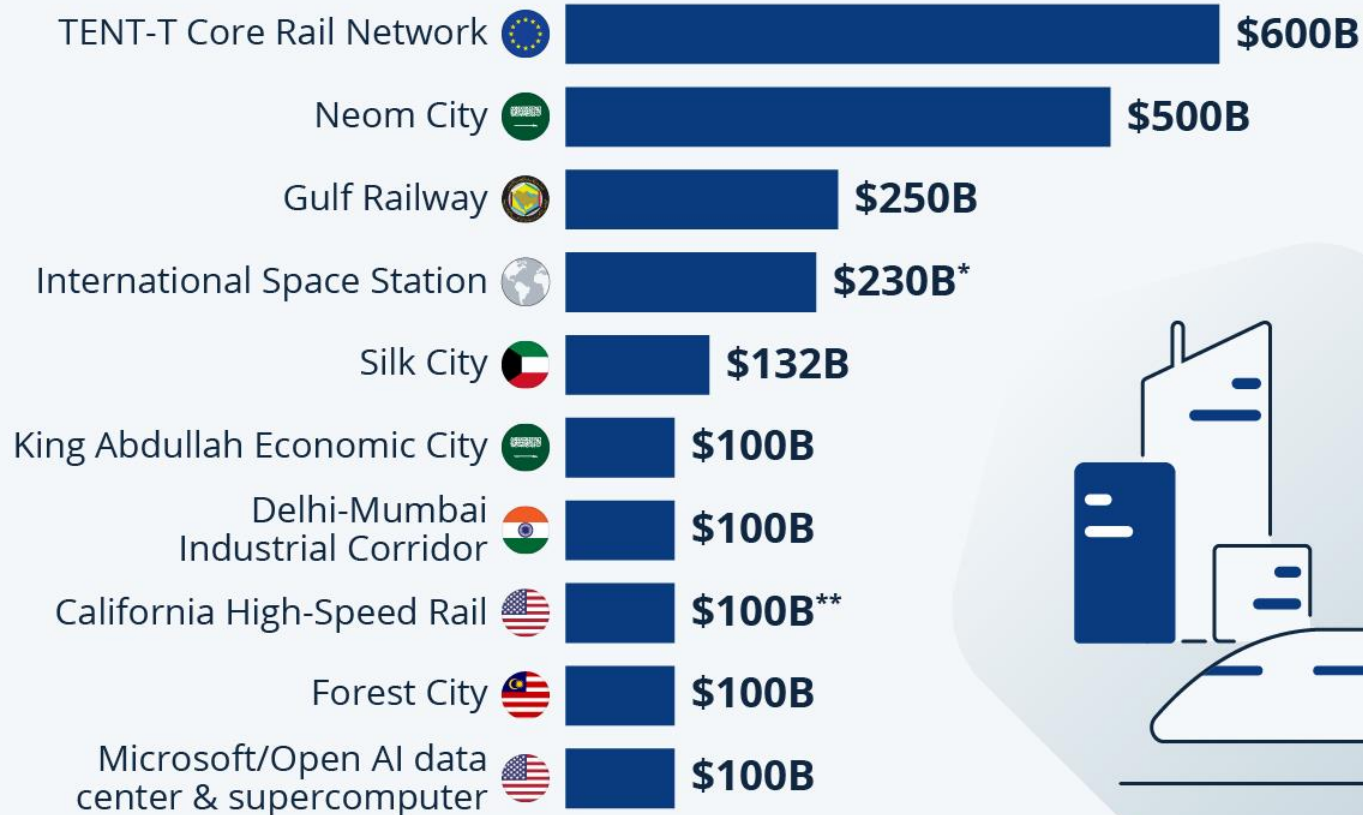 TENT-T Core Rail Network $600B
Neom City $500B
Gulf Railway $250B
International Space Station $230B*
Silk City $132B
King Abdullah Economic City $100B
Delhi-Mumbai
Industrial Corridor $100B
California High-Speed Rail $100B**
Forest City $100B
Microsoft/Open AI data
center & supercomputer $100B